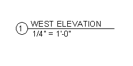 1 WEST ELEVATION
1/4" = 1'-0"